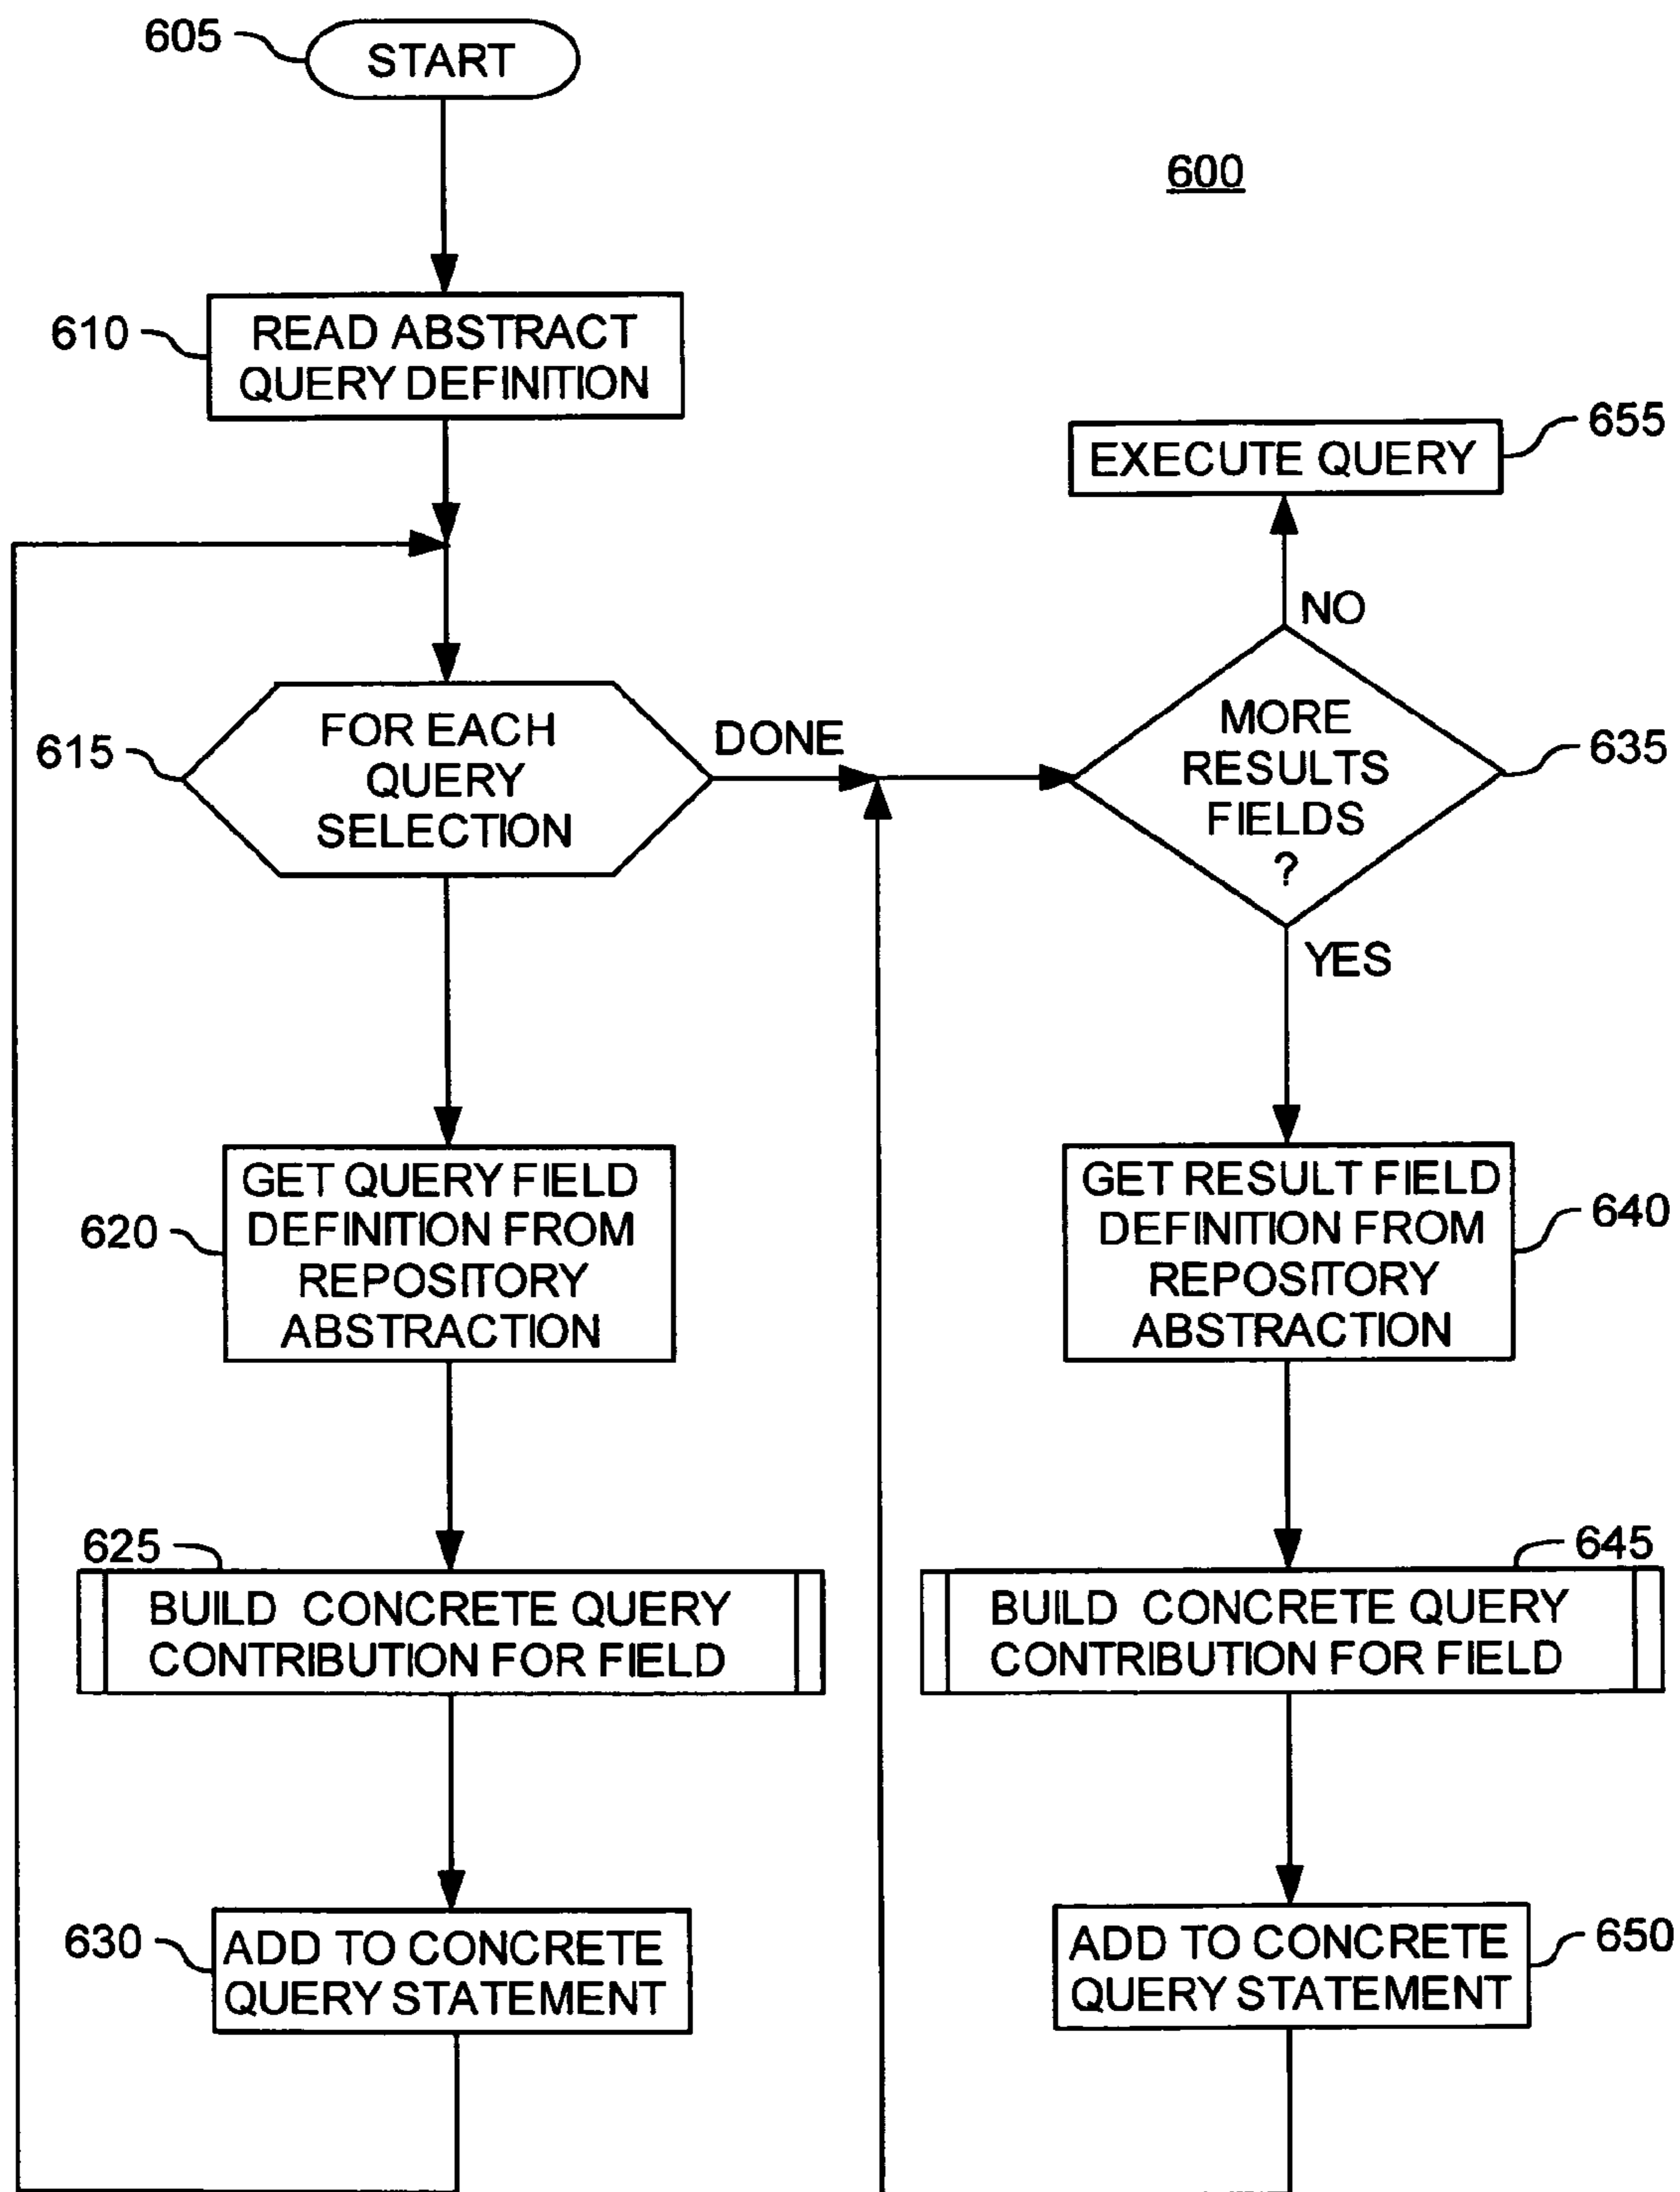 605
START
600
610
READ ABSTRACT
QUERY DEFINITION
655
EXECUTE QUERY
NO
615
FOR EACH
QUERY
SELECTION
DONE
MORE
RESULTS
FIELDS
?
635
YES
620
GET QUERY FIELD
DEFINITION FROM
REPOSITORY
ABSTRACTION
GET RESULT FIELD
DEFINITION FROM
REPOSITORY
ABSTRACTION
640
625
BUILD CONCRETE QUERY
CONTRIBUTION FOR FIELD
645
BUILD CONCRETE QUERY
CONTRIBUTION FOR FIELD
630
ADD TO CONCRETE
QUERY STATEMENT
ADD TO CONCRETE
QUERY STATEMENT
650